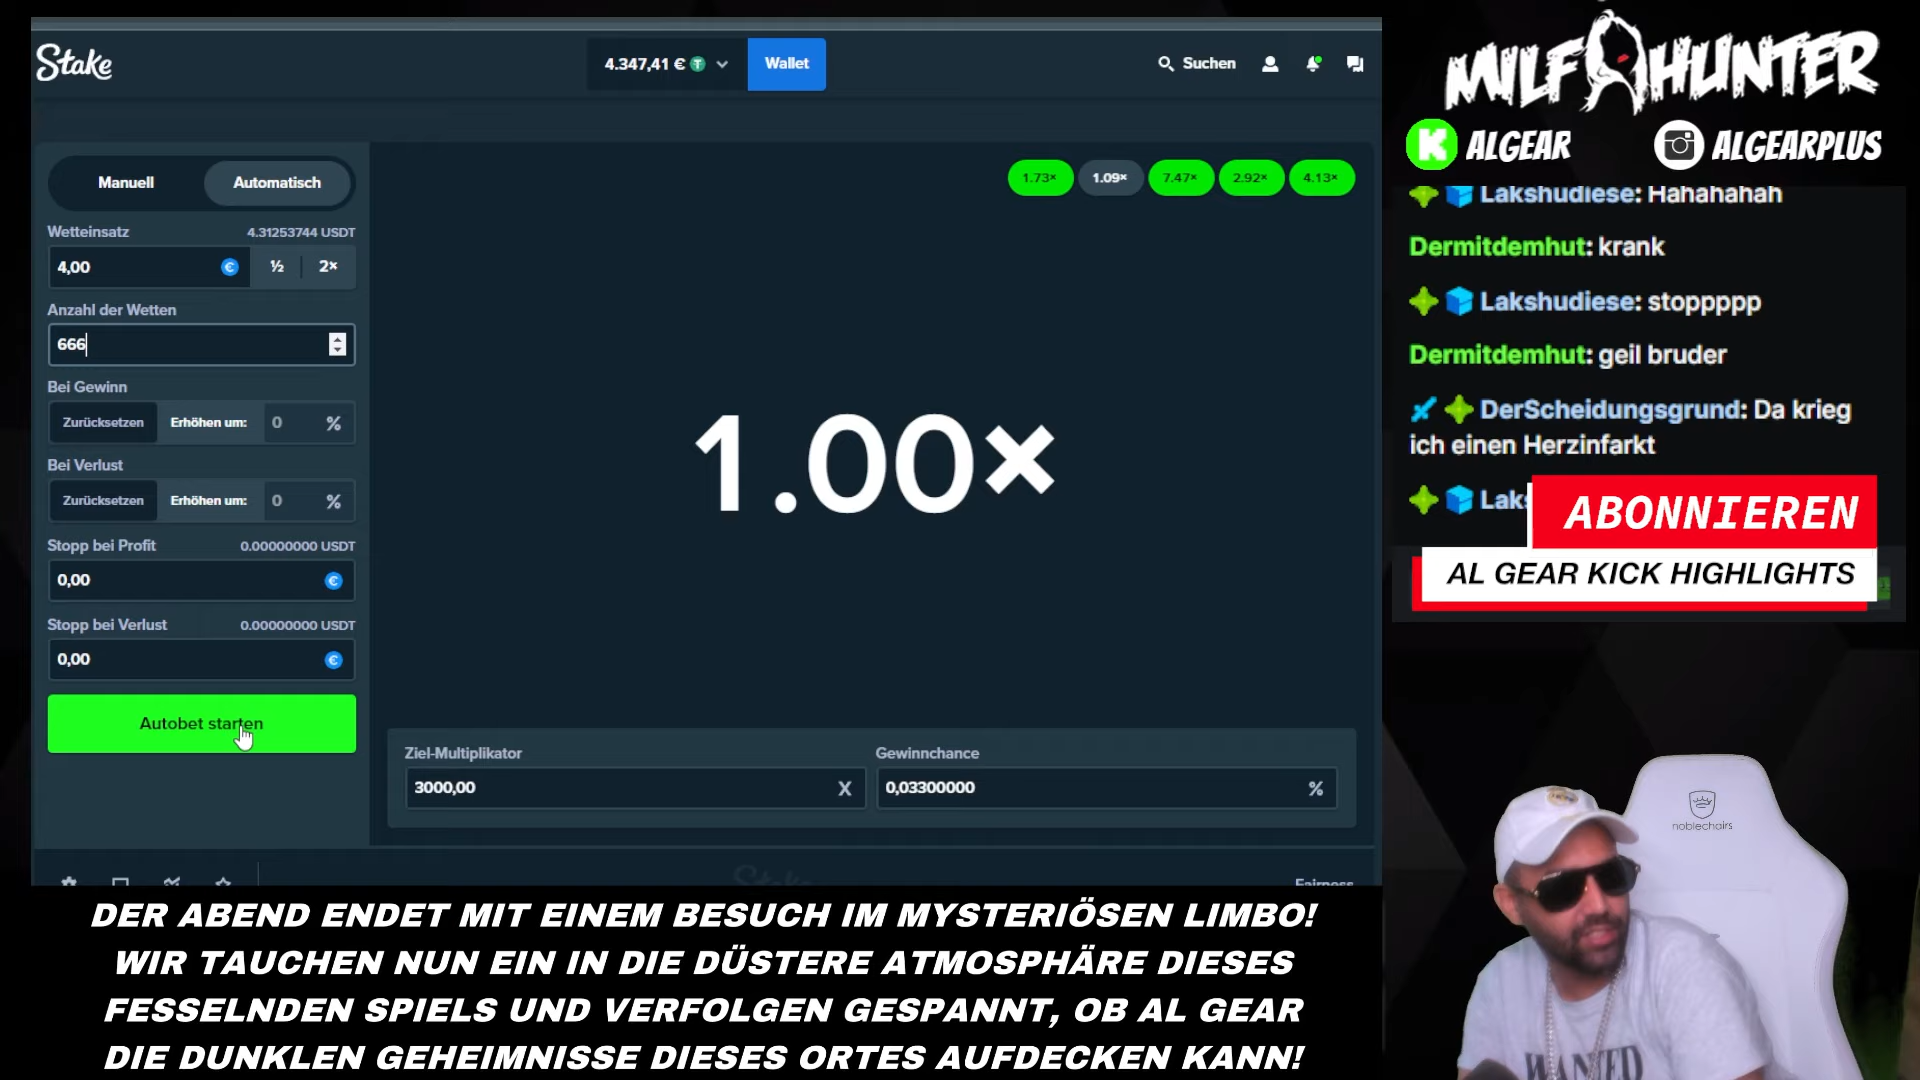 Stake
4.347,41 €
Wallet
Suchen
Manuell
Automatisch
1.73×
1.09×
7.47×
2.92×
4.13×
Wetteinsatz
4.31253744 USDT
4,00
½
2×
Anzahl der Wetten
666
Bei Gewinn
Zurücksetzen
Erhöhen um:
0
%
Bei Verlust
Zurücksetzen
Erhöhen um:
0
%
Stopp bei Profit
0.00000000 USDT
0,00
Stopp bei Verlust
0.00000000 USDT
0,00
Autobet starten
1.00×
Ziel-Multiplikator
3000,00
X
Gewinnchance
0,03300000
%
Stake
Fairness
MILF HUNTER
K ALGEAR
ALGEARPLUS
Lakshudiese: Hahahahah
Dermitdemhut: krank
Lakshudiese: stoppppp
Dermitdemhut: geil bruder
DerScheidungsgrund: Da krieg
ich einen Herzinfarkt
ABONNIEREN
AL GEAR KICK HIGHLIGHTS
noblechairs
WANTED
DER ABEND ENDET MIT EINEM BESUCH IM MYSTERIÖSEN LIMBO!
WIR TAUCHEN NUN EIN IN DIE DÜSTERE ATMOSPHÄRE DIESES
FESSELNDEN SPIELS UND VERFOLGEN GESPANNT, OB AL GEAR
DIE DUNKLEN GEHEIMNISSE DIESES ORTES AUFDECKEN KANN!